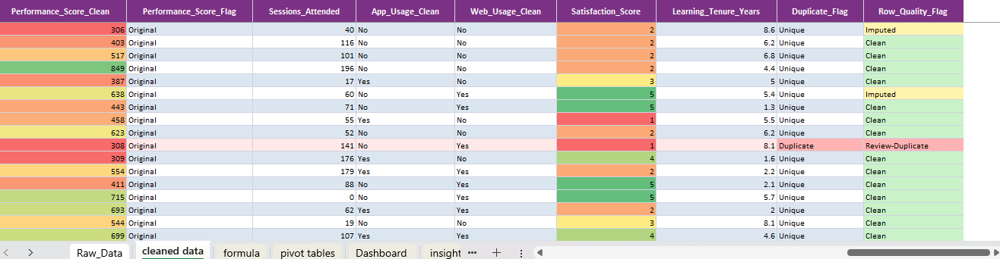 Performance_Score_Clean Performance_Score_Flag Sessions_Attended App_Usage_Clean Web_Usage_Clean Satisfaction_Score Learning_Tenure_Years Duplicate_Flag Row_Quality_Flag
306 Original 40 No No 2 8.6 Unique Imputed
403 Original 116 No No 2 6.2 Unique Clean
517 Original 101 No No 2 6.8 Unique Clean
849 Original 196 No No 2 4.4 Unique Clean
387 Original 17 Yes No 3 5 Unique Clean
638 Original 60 No Yes 5 5.4 Unique Imputed
443 Original 71 No Yes 5 1.3 Unique Clean
458 Original 55 Yes No 1 5.5 Unique Clean
623 Original 52 No No 2 6.2 Unique Clean
308 Original 141 No Yes 1 8.1 Duplicate Review-Duplicate
309 Original 176 Yes No 4 1.6 Unique Clean
554 Original 179 Yes Yes 2 2.2 Unique Clean
411 Original 88 No Yes 5 2.1 Unique Clean
715 Original 0 No Yes 5 5.7 Unique Clean
693 Original 62 Yes Yes 2 2 Unique Clean
544 Original 19 No No 3 8.1 Unique Clean
699 Original 107 Yes Yes 4 4.6 Unique Clean
Raw_Data cleaned data formula pivot tables Dashboard insight